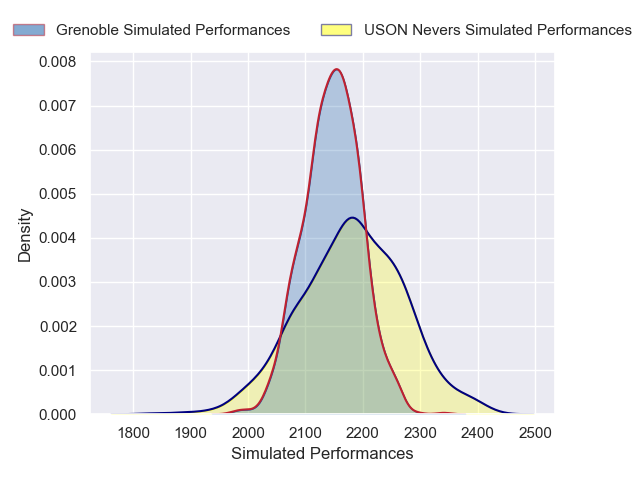 Grenoble Simulated Performances USON Nevers Simulated Performances
0.008
0.007
0.006
0.005
0.004
0.003
0.002
0.001
0.000
Density
1800 1900 2000 2100 2200 2300 2400 2500
Simulated Performances